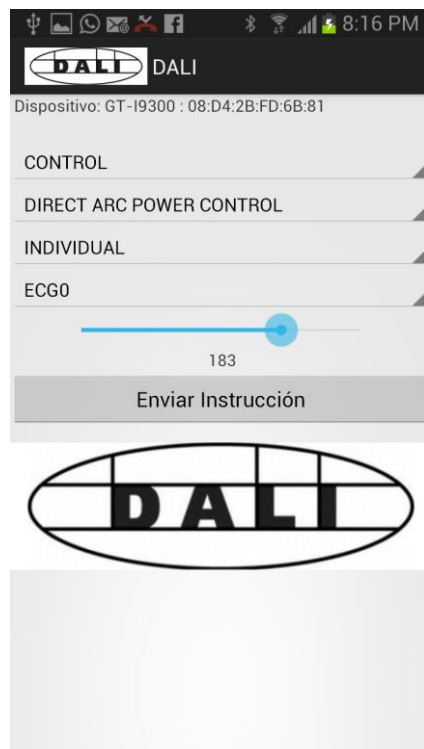 8:16 PM
DALI DALI
Dispositivo: GT-I9300 : 08:D4:2B:FD:6B:81
CONTROL
DIRECT ARC POWER CONTROL
INDIVIDUAL
ECG0
183
Enviar Instrucción
DALI